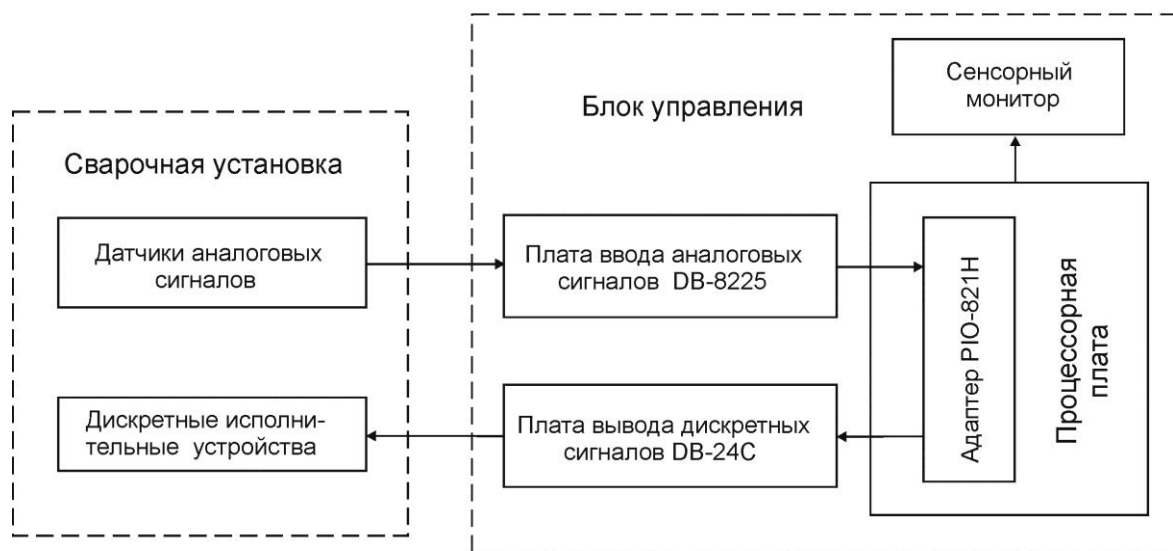 Сварочная установка
Датчики аналоговых
сигналов
Дискретные исполни-
тельные устройства
Блок управления
Плата ввода аналоговых
сигналов DB-8225
Плата вывода дискретных
сигналов DB-24C
Сенсорный
монитор
Адаптер PIO-821H
Процессорная
плата